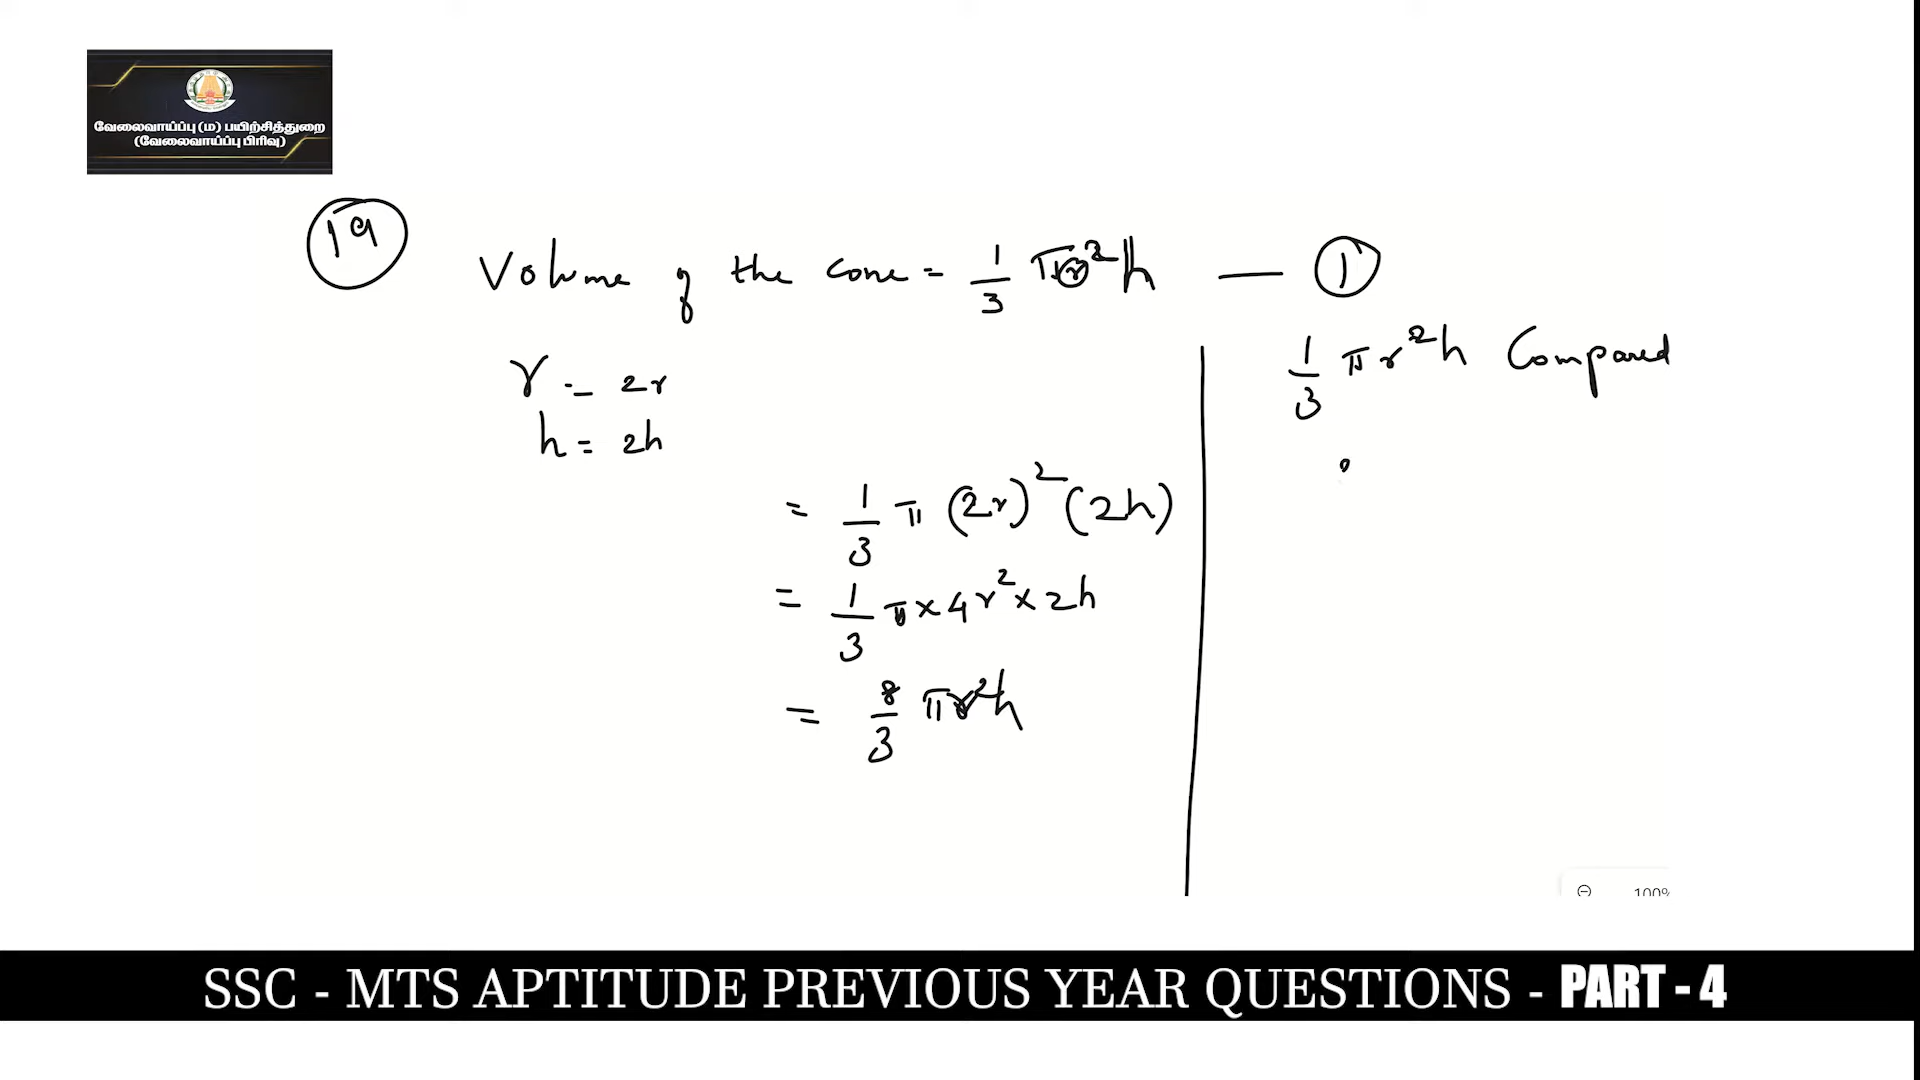 வேலைவாய்ப்பு (ம) பயிற்சித்துறை
(வேலைவாய்ப்பு பிரிவு)
19
Volume of the cone = 1/3 πr²h — 1
r = 2r
h = 2h
= 1/3 π (2r)² (2h)
= 1/3 π × 4r² × 2h
= 8/3 πr²h
1/3 πr²h Compared
100%
SSC - MTS APTITUDE PREVIOUS YEAR QUESTIONS - PART - 4